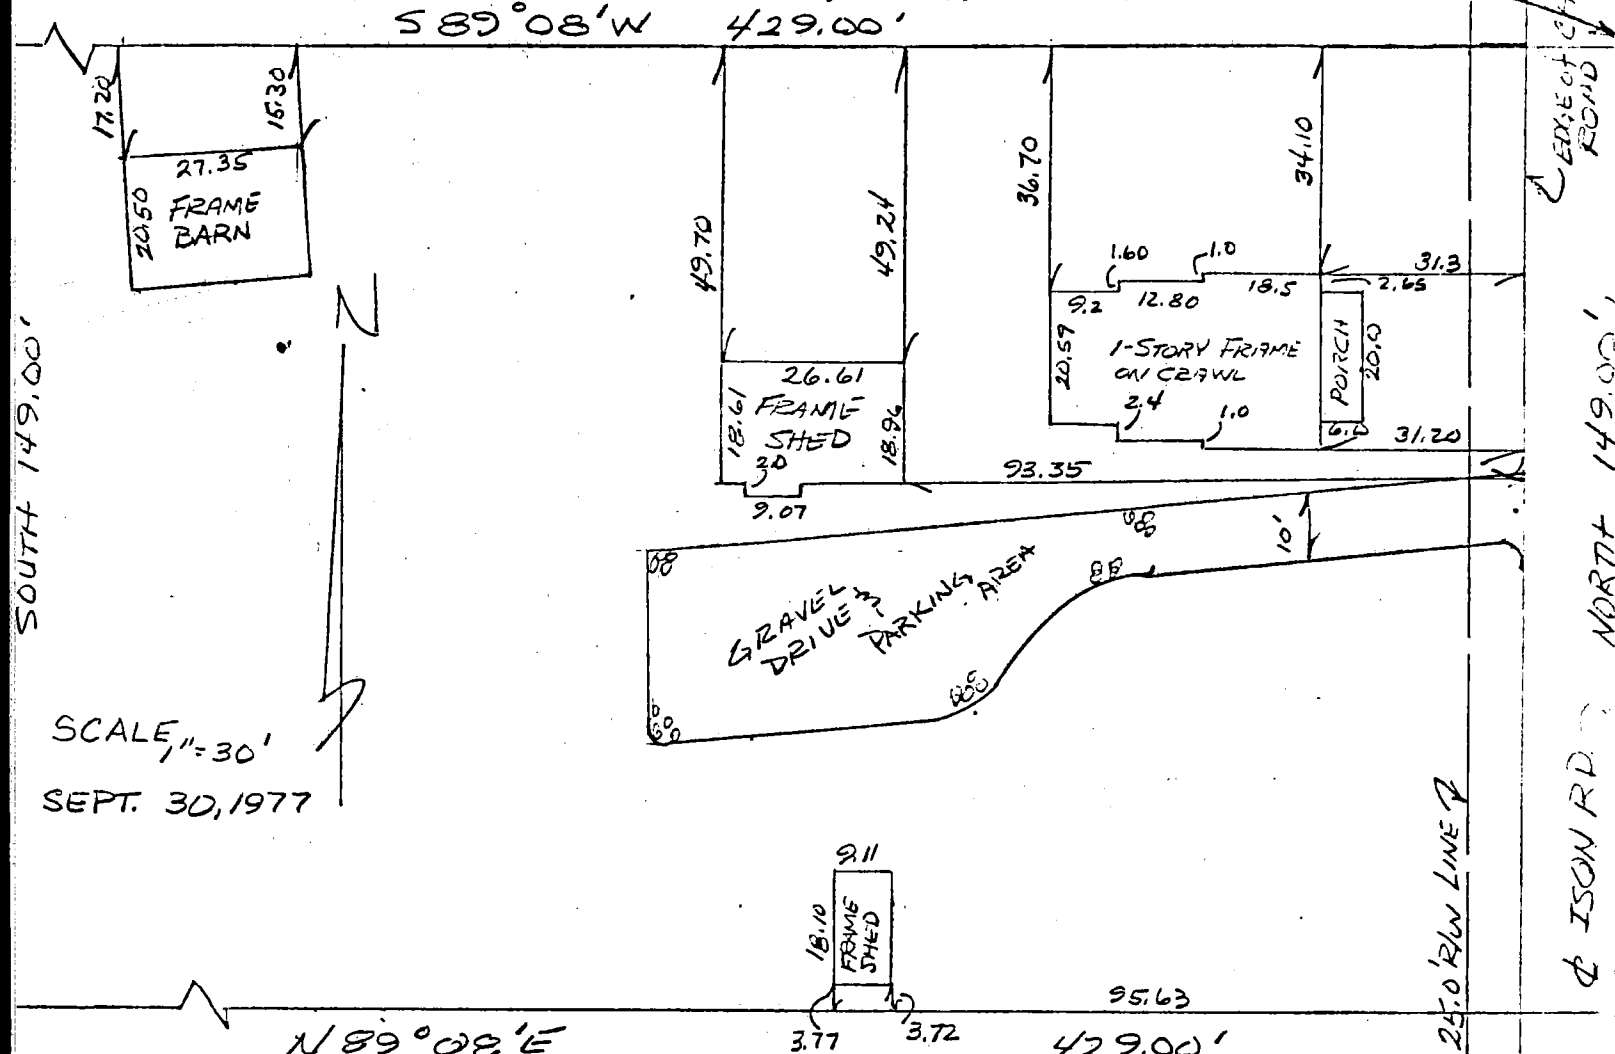 S 89°08'W 429.00'
EDGE OF
ROAD
17.20
15.30
27.35
20.50
FRAME
BARN
49.70
49.24
36.70
34.10
1.60
1.0
31.3
9.2
12.80
18.5
2.65
20.59
1-STORY FRAME
ON CRAWL
PORCH
20.0
2.4
1.0
6.0
31.20
26.61
18.61
FRAME
SHED
18.96
2.0
9.07
93.35
10'
GRAVEL
DRIVE &
PARKING
AREA
SOUTH 149.00'
N
SCALE 1"=30'
SEPT. 30, 1977
9.11
18.10
FRAME
SHED
3.77
3.72
95.63
25.0' R/W LINE
N 89°08'E
429.00'
℄ ISON RD.
NORTH 149.00'